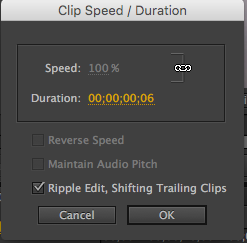 Clip Speed / Duration
Speed: 100 %
Duration: 00;00;00;06
Reverse Speed
Maintain Audio Pitch
Ripple Edit, Shifting Trailing Clips
Cancel OK